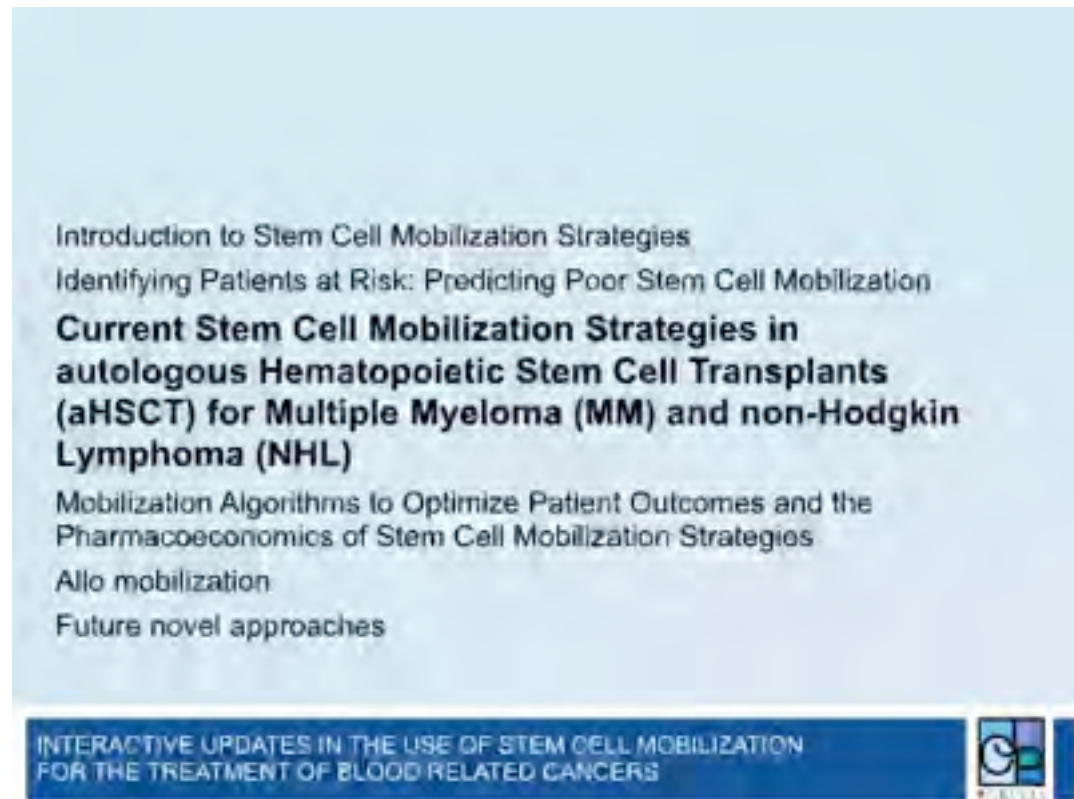 Introduction to Stem Cell Mobilization Strategies
Identifying Patients at Risk: Predicting Poor Stem Cell Mobilization
Current Stem Cell Mobilization Strategies in
autologous Hematopoietic Stem Cell Transplants
(aHSCT) for Multiple Myeloma (MM) and non-Hodgkin
Lymphoma (NHL)
Mobilization Algorithms to Optimize Patient Outcomes and the
Pharmacoeconomics of Stem Cell Mobilization Strategies
Allo mobilization
Future novel approaches
INTERACTIVE UPDATES IN THE USE OF STEM CELL MOBILIZATION
FOR THE TREATMENT OF BLOOD RELATED CANCERS